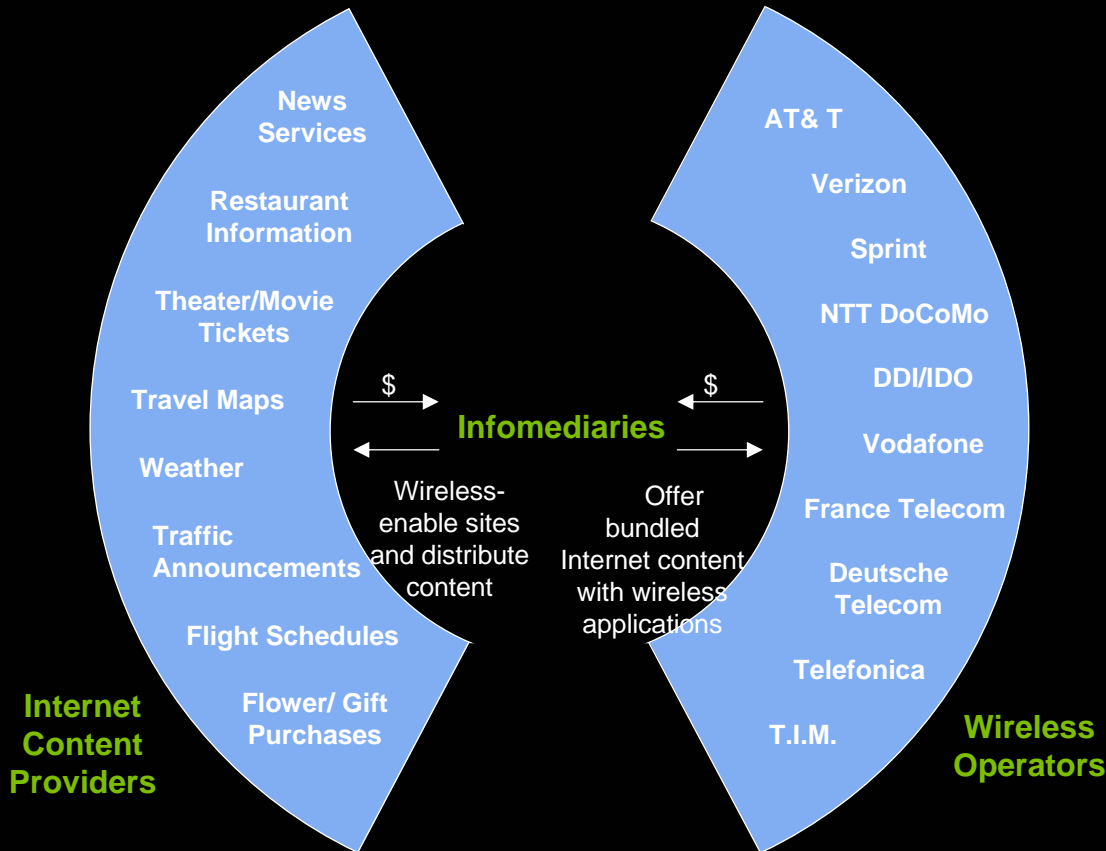 News
Services
Restaurant
Information
Theater/Movie
Tickets
Travel Maps
Weather
Traffic
Announcements
Flight Schedules
Flower/ Gift
Purchases
Internet
Content
Providers
$
$
Infomediaries
Wireless-
enable sites
and distribute
content
Offer
bundled
Internet content
with wireless
applications
AT& T
Verizon
Sprint
NTT DoCoMo
DDI/IDO
Vodafone
France Telecom
Deutsche
Telecom
Telefonica
T.I.M.
Wireless
Operators